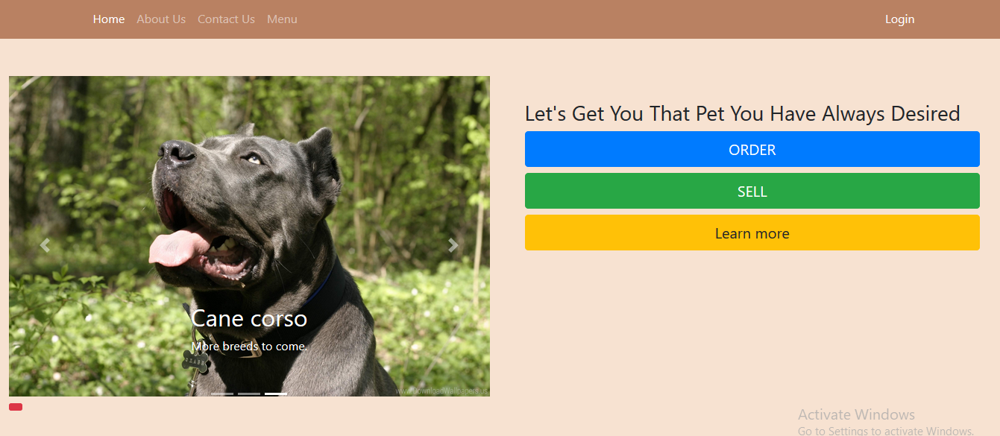 Home About Us Contact Us Menu Login
Let's Get You That Pet You Have Always Desired
ORDER
SELL
Learn more
Cane corso
More breeds to come.
www.DownloadWallpapers.us
Activate Windows
Go to Settings to activate Windows.